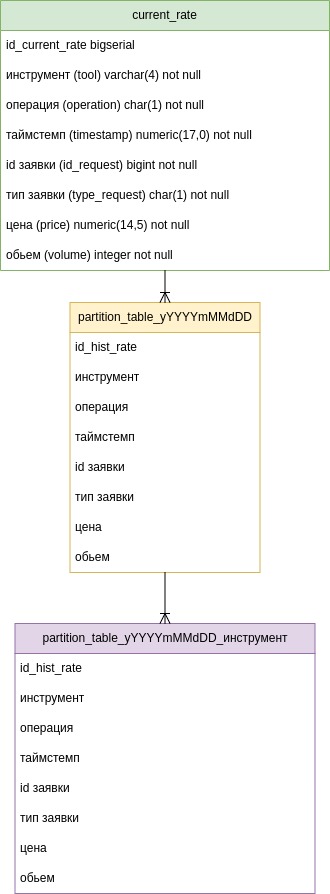 current_rate
id_current_rate bigserial
инструмент (tool) varchar(4) not null
операция (operation) char(1) not null
таймстемп (timestamp) numeric(17,0) not null
id заявки (id_request) bigint not null
тип заявки (type_request) char(1) not null
цена (price) numeric(14,5) not null
обьем (volume) integer not null
partition_table_yYYYYmMMdDD
id_hist_rate
инструмент
операция
таймстемп
id заявки
тип заявки
цена
обьем
partition_table_yYYYYmMMdDD_инструмент
id_hist_rate
инструмент
операция
таймстемп
id заявки
тип заявки
цена
обьем